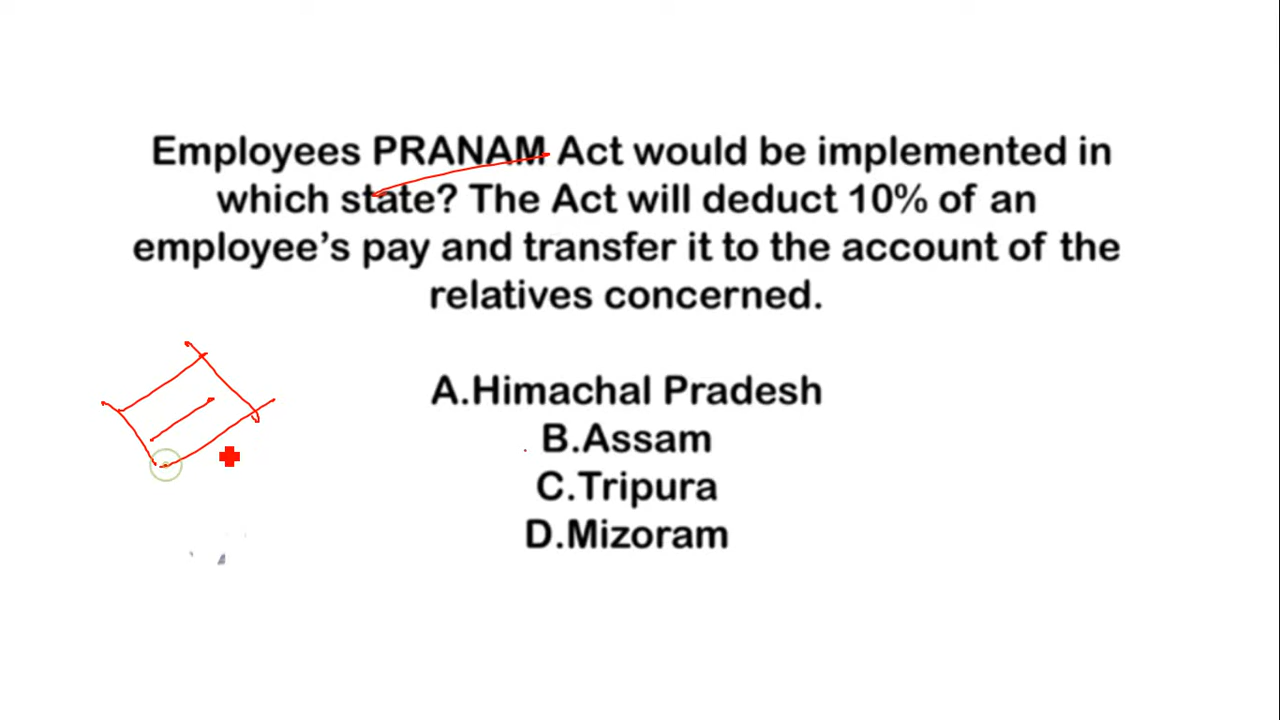 Employees PRANAM Act would be implemented in
which state? The Act will deduct 10% of an
employee’s pay and transfer it to the account of the
relatives concerned.
A.Himachal Pradesh
B.Assam
C.Tripura
D.Mizoram